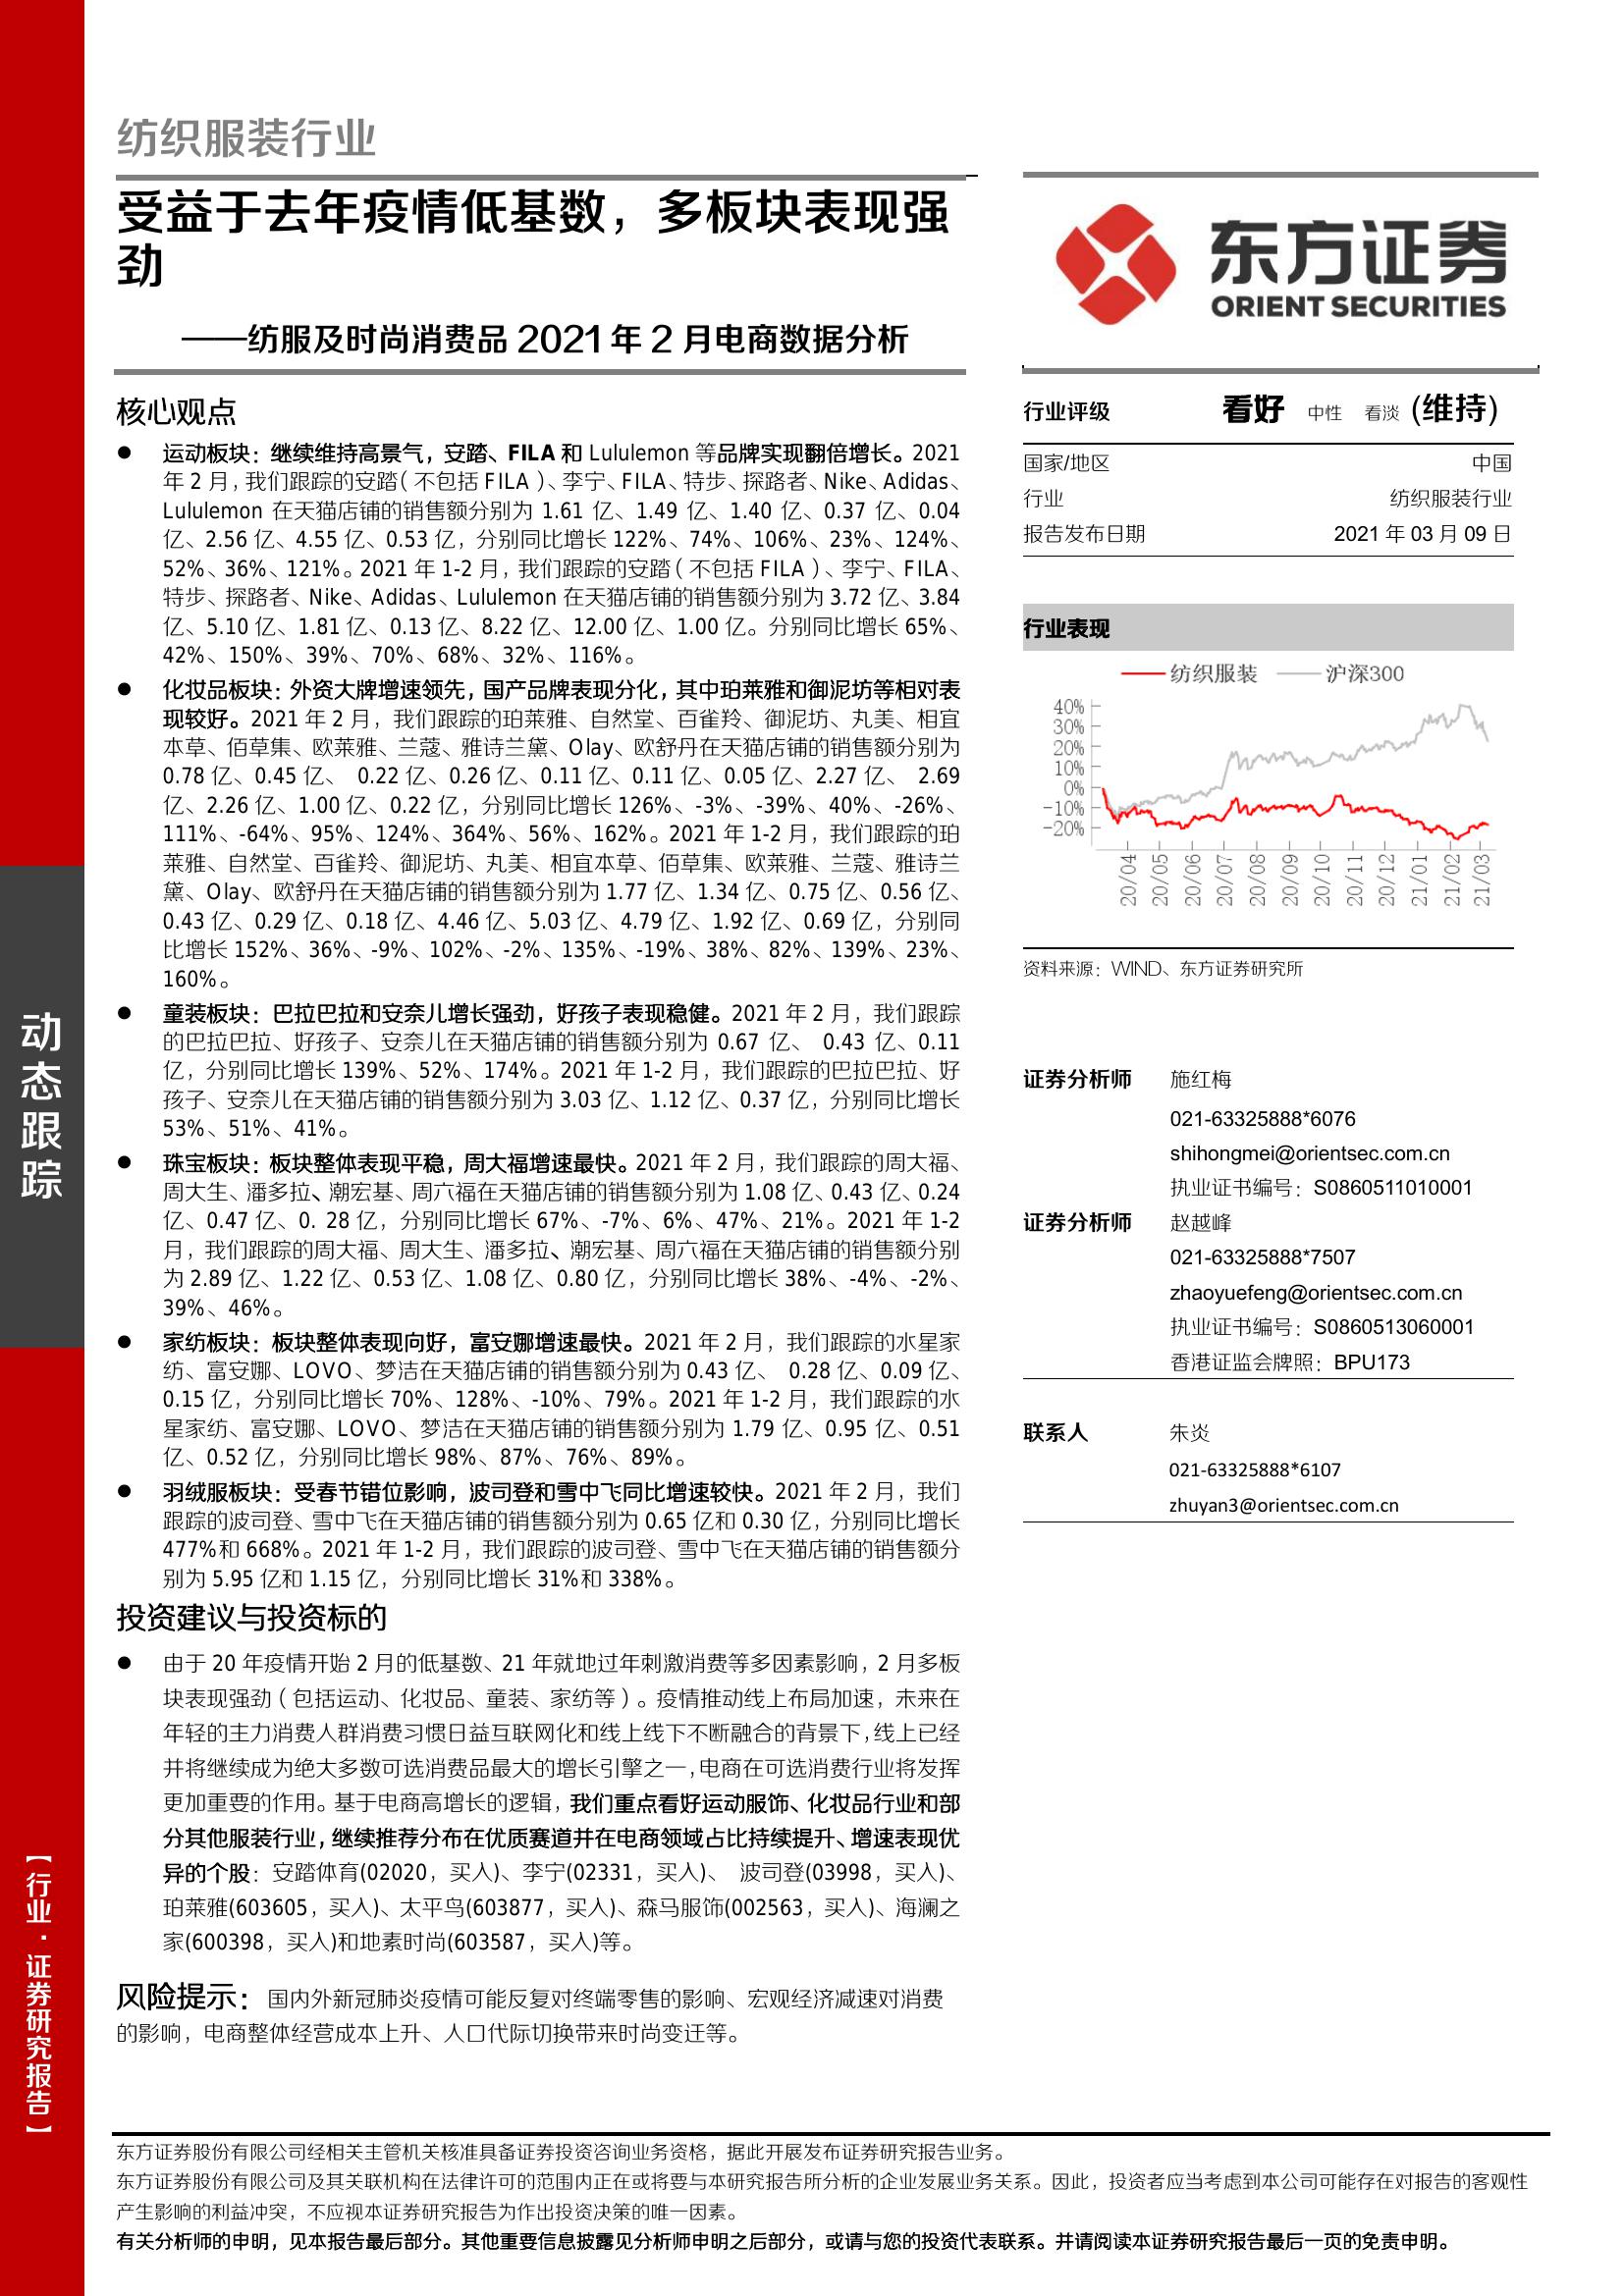 纺织服装行业
受益于去年疫情低基数，多板块表现强
劲
——纺服及时尚消费品 2021 年 2 月电商数据分析
核心观点
● 运动板块：继续维持高景气，安踏、FILA 和 Lululemon 等品牌实现翻倍增长。2021
年 2 月，我们跟踪的安踏（不包括 FILA）、李宁、FILA、特步、探路者、Nike、Adidas、
Lululemon 在天猫店铺的销售额分别为 1.61 亿、1.49 亿、1.40 亿、0.37 亿、0.04
亿、2.56 亿、4.55 亿、0.53 亿，分别同比增长 122%、74%、106%、23%、124%、
52%、36%、121%。2021 年 1-2 月，我们跟踪的安踏（不包括 FILA）、李宁、FILA、
特步、探路者、Nike、Adidas、Lululemon 在天猫店铺的销售额分别为 3.72 亿、3.84
亿、5.10 亿、1.81 亿、0.13 亿、8.22 亿、12.00 亿、1.00 亿。分别同比增长 65%、
42%、150%、39%、70%、68%、32%、116%。
● 化妆品板块：外资大牌增速领先，国产品牌表现分化，其中珀莱雅和御泥坊等相对表
现较好。2021 年 2 月，我们跟踪的珀莱雅、自然堂、百雀羚、御泥坊、丸美、相宜
本草、佰草集、欧莱雅、兰蔻、雅诗兰黛、Olay、欧舒丹在天猫店铺的销售额分别为
0.78 亿、0.45 亿、 0.22 亿、0.26 亿、0.11 亿、0.11 亿、0.05 亿、2.27 亿、 2.69
亿、2.26 亿、1.00 亿、0.22 亿，分别同比增长 126%、-3%、-39%、40%、-26%、
111%、-64%、95%、124%、364%、56%、162%。2021 年 1-2 月，我们跟踪的珀
莱雅、自然堂、百雀羚、御泥坊、丸美、相宜本草、佰草集、欧莱雅、兰蔻、雅诗兰
黛、Olay、欧舒丹在天猫店铺的销售额分别为 1.77 亿、1.34 亿、0.75 亿、0.56 亿、
0.43 亿、0.29 亿、0.18 亿、4.46 亿、5.03 亿、4.79 亿、1.92 亿、0.69 亿，分别同
比增长 152%、36%、-9%、102%、-2%、135%、-19%、38%、82%、139%、23%、
160%。
● 童装板块：巴拉巴拉和安奈儿增长强劲，好孩子表现稳健。2021 年 2 月，我们跟踪
的巴拉巴拉、好孩子、安奈儿在天猫店铺的销售额分别为 0.67 亿、 0.43 亿、0.11
亿，分别同比增长 139%、52%、174%。2021 年 1-2 月，我们跟踪的巴拉巴拉、好
孩子、安奈儿在天猫店铺的销售额分别为 3.03 亿、1.12 亿、0.37 亿，分别同比增长
53%、51%、41%。
● 珠宝板块：板块整体表现平稳，周大福增速最快。2021 年 2 月，我们跟踪的周大福、
周大生、潘多拉、潮宏基、周六福在天猫店铺的销售额分别为 1.08 亿、0.43 亿、0.24
亿、0.47 亿、0. 28 亿，分别同比增长 67%、-7%、6%、47%、21%。2021 年 1-2
月，我们跟踪的周大福、周大生、潘多拉、潮宏基、周六福在天猫店铺的销售额分别
为 2.89 亿、1.22 亿、0.53 亿、1.08 亿、0.80 亿，分别同比增长 38%、-4%、-2%、
39%、46%。
● 家纺板块：板块整体表现向好，富安娜增速最快。2021 年 2 月，我们跟踪的水星家
纺、富安娜、LOVO、梦洁在天猫店铺的销售额分别为 0.43 亿、 0.28 亿、0.09 亿、
0.15 亿，分别同比增长 70%、128%、-10%、79%。2021 年 1-2 月，我们跟踪的水
星家纺、富安娜、LOVO、梦洁在天猫店铺的销售额分别为 1.79 亿、0.95 亿、0.51
亿、0.52 亿，分别同比增长 98%、87%、76%、89%。
● 羽绒服板块：受春节错位影响，波司登和雪中飞同比增速较快。2021 年 2 月，我们
跟踪的波司登、雪中飞在天猫店铺的销售额分别为 0.65 亿和 0.30 亿，分别同比增长
477%和 668%。2021 年 1-2 月，我们跟踪的波司登、雪中飞在天猫店铺的销售额分
别为 5.95 亿和 1.15 亿，分别同比增长 31%和 338%。
投资建议与投资标的
● 由于 20 年疫情开始 2 月的低基数、21 年就地过年刺激消费等多因素影响，2 月多板
块表现强劲（包括运动、化妆品、童装、家纺等）。疫情推动线上布局加速，未来在
年轻的主力消费人群消费习惯日益互联网化和线上线下不断融合的背景下，线上已经
并将继续成为绝大多数可选消费品最大的增长引擎之一，电商在可选消费行业将发挥
更加重要的作用。基于电商高增长的逻辑，我们重点看好运动服饰、化妆品行业和部
分其他服装行业，继续推荐分布在优质赛道并在电商领域占比持续提升、增速表现优
异的个股：安踏体育(02020，买入)、李宁(02331，买入)、 波司登(03998，买入)、
珀莱雅(603605，买入)、太平鸟(603877，买入)、森马服饰(002563，买入)、海澜之
家(600398，买入)和地素时尚(603587，买入)等。
风险提示：国内外新冠肺炎疫情可能反复对终端零售的影响、宏观经济减速对消费
的影响，电商整体经营成本上升、人口代际切换带来时尚变迁等。
东方证券
ORIENT SECURITIES
行业评级 看好 中性 看淡 (维持)
国家/地区 中国
行业 纺织服装行业
报告发布日期 2021 年 03 月 09 日
行业表现
纺织服装 沪深300
40%
30%
20%
10%
0%
-10%
-20%
20/04 20/05 20/06 20/07 20/08 20/09 20/10 20/11 20/12 21/01 21/02 21/03
资料来源：WIND、东方证券研究所
证券分析师 施红梅
021-63325888*6076
shihongmei@orientsec.com.cn
执业证书编号：S0860511010001
证券分析师 赵越峰
021-63325888*7507
zhaoyuefeng@orientsec.com.cn
执业证书编号：S0860513060001
香港证监会牌照：BPU173
联系人 朱炎
021-63325888*6107
zhuyan3@orientsec.com.cn
动态跟踪
【行业·证券研究报告】
东方证券股份有限公司经相关主管机关核准具备证券投资咨询业务资格，据此开展发布证券研究报告业务。
东方证券股份有限公司及其关联机构在法律许可的范围内正在或将要与本研究报告所分析的企业发展业务关系。因此，投资者应当考虑到本公司可能存在对报告的客观性
产生影响的利益冲突，不应视本证券研究报告为作出投资决策的唯一因素。
有关分析师的申明，见本报告最后部分。其他重要信息披露见分析师申明之后部分，或请与您的投资代表联系。并请阅读本证券研究报告最后一页的免责申明。